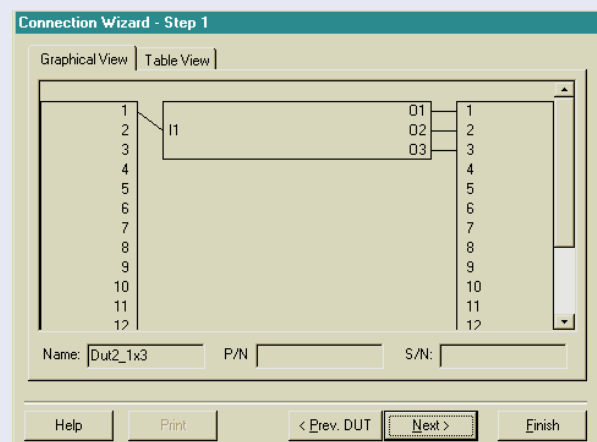 Connection Wizard - Step 1
Graphical View Table View
1 O1 1
2 I1 O2 2
3 O3 3
4 4
5 5
6 6
7 7
8 8
9 9
10 10
11 11
12 12
Name: Dut2_1x3 P/N S/N:
Help Print < Prev. DUT Next > Finish